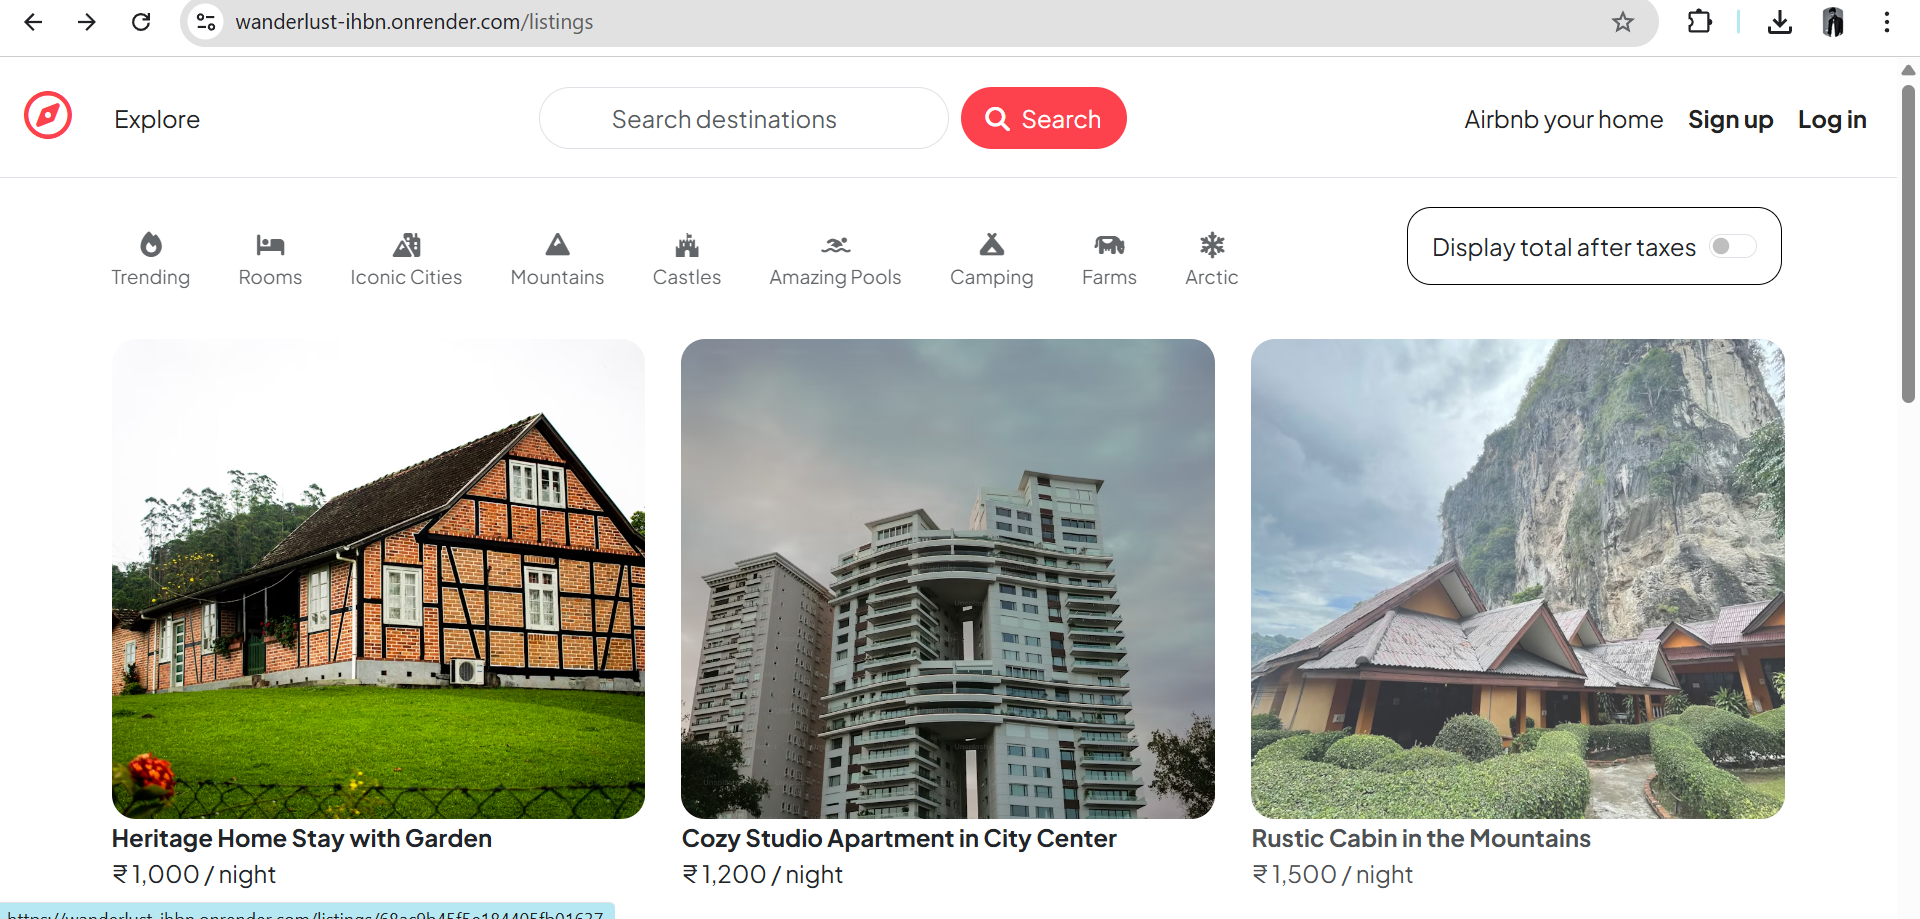 wanderlust-ihbn.onrender.com/listings
Explore
Search destinations
Search
Airbnb your home
Sign up
Log in
Trending
Rooms
Iconic Cities
Mountains
Castles
Amazing Pools
Camping
Farms
Arctic
Display total after taxes
Heritage Home Stay with Garden
₹ 1,000 / night
Cozy Studio Apartment in City Center
₹ 1,200 / night
Rustic Cabin in the Mountains
₹ 1,500 / night